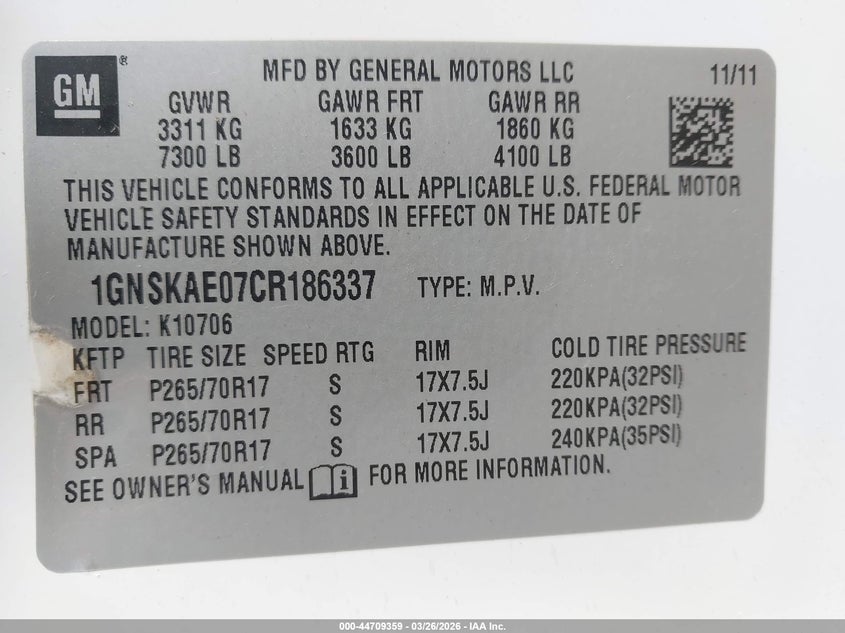 GM ®
MFD BY GENERAL MOTORS LLC 11/11
GVWR GAWR FRT GAWR RR
3311 KG 1633 KG 1860 KG
7300 LB 3600 LB 4100 LB
THIS VEHICLE CONFORMS TO ALL APPLICABLE U.S. FEDERAL MOTOR
VEHICLE SAFETY STANDARDS IN EFFECT ON THE DATE OF
MANUFACTURE SHOWN ABOVE.
1GNSKAE07CR186337 TYPE: M.P.V.
MODEL: K10706
KFTP TIRE SIZE SPEED RTG RIM COLD TIRE PRESSURE
FRT P265/70R17 S 17X7.5J 220KPA(32PSI)
RR P265/70R17 S 17X7.5J 220KPA(32PSI)
SPA P265/70R17 S 17X7.5J 240KPA(35PSI)
SEE OWNER'S MANUAL i FOR MORE INFORMATION.
000-44709359 - 03/26/2026 - IAA Inc.